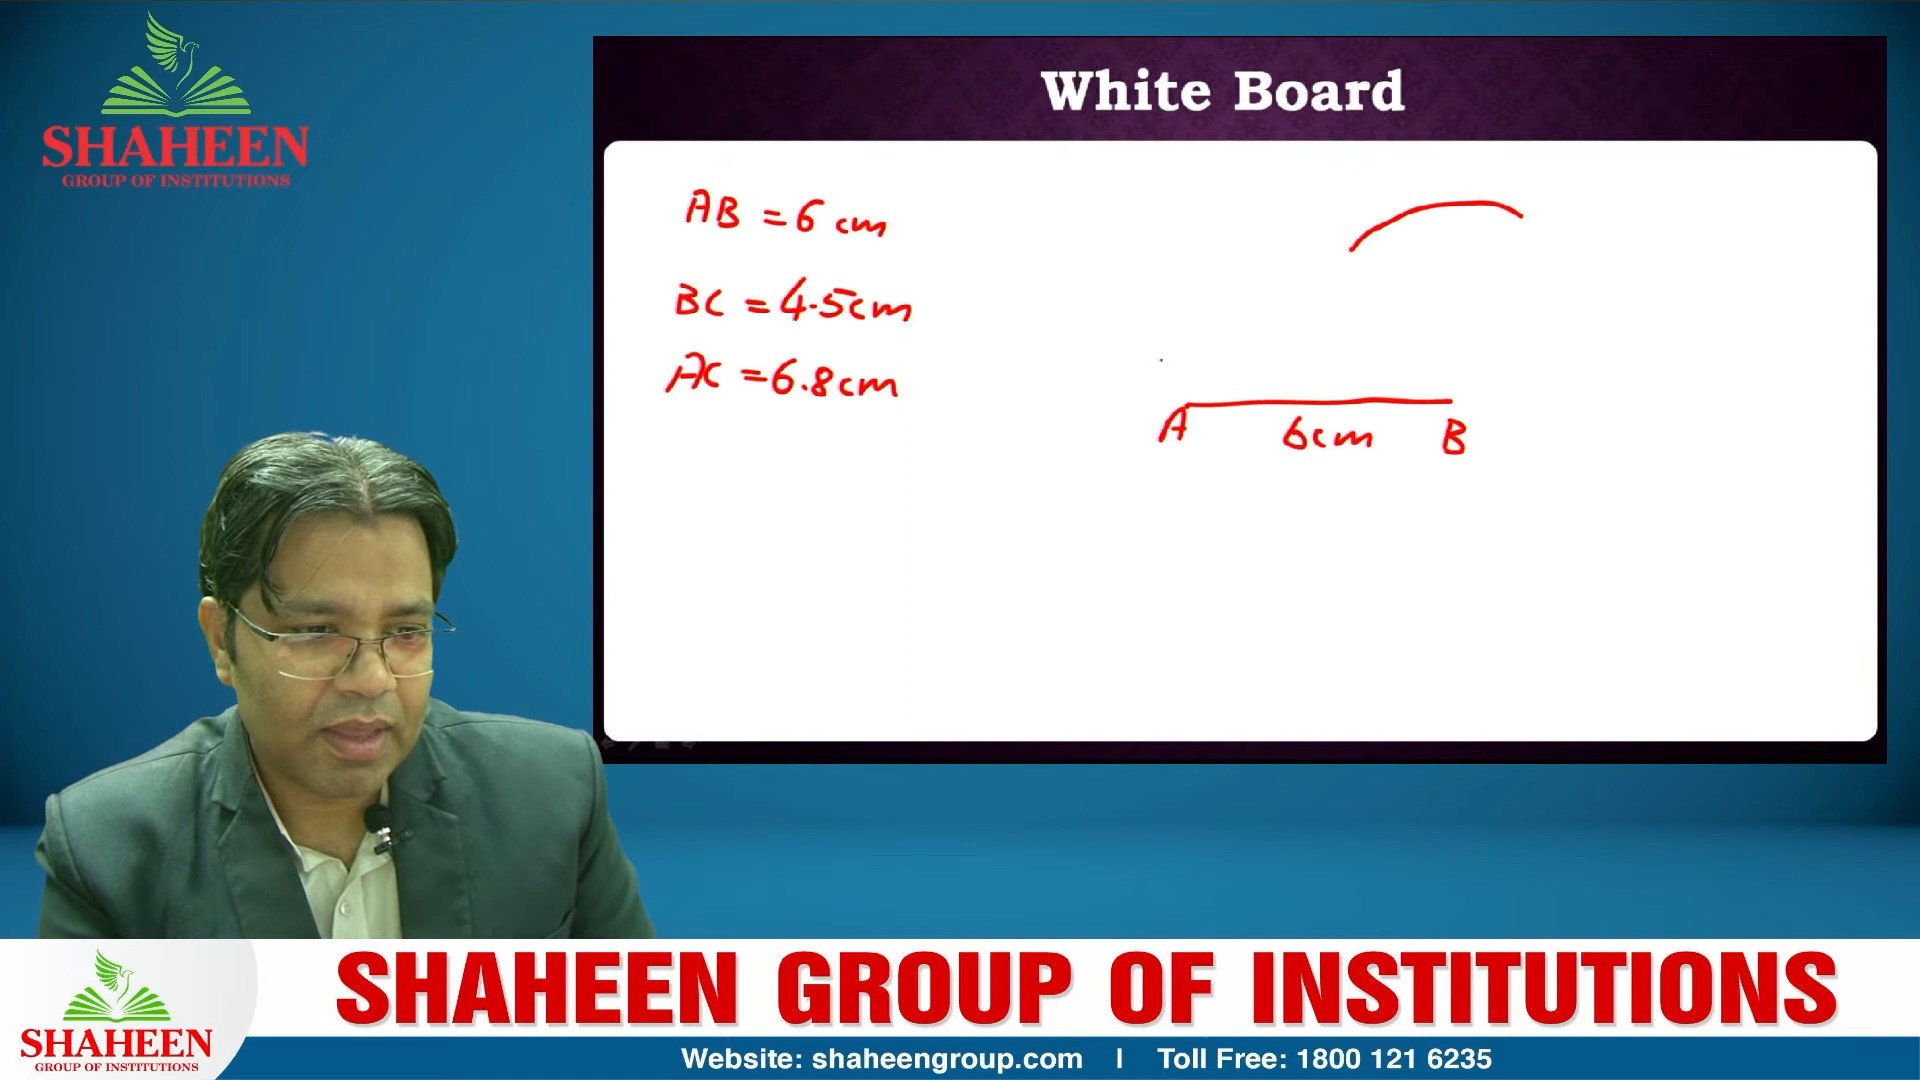 SHAHEEN
GROUP OF INSTITUTIONS
White Board
AB = 6 cm
BC = 4.5cm
AC = 6.8cm
A 6cm B
SHAHEEN GROUP OF INSTITUTIONS
SHAHEEN
GROUP OF INSTITUTIONS
Website: shaheengroup.com | Toll Free: 1800 121 6235